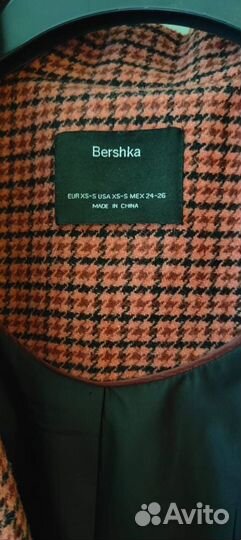 Bershka
EUR XS-S USA XS-S MEX 24-26
MADE IN CHINA
Avito